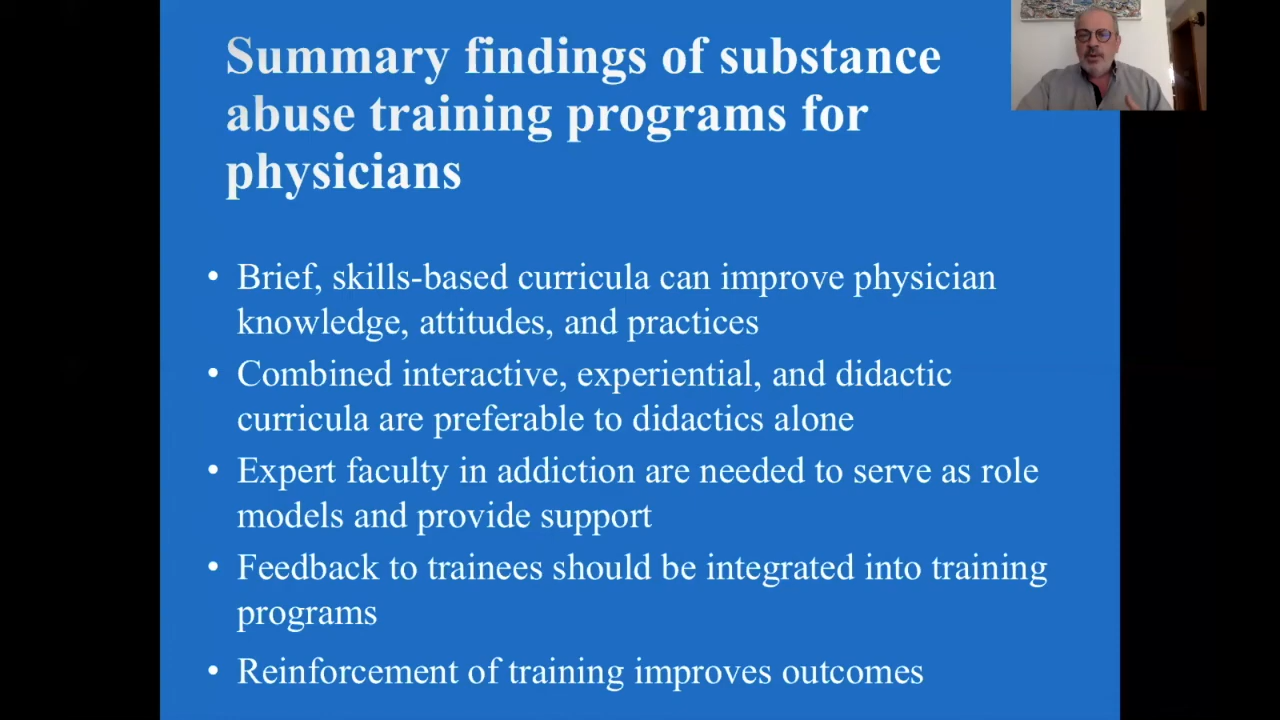 Summary findings of substance
abuse training programs for
physicians
• Brief, skills-based curricula can improve physician
knowledge, attitudes, and practices
• Combined interactive, experiential, and didactic
curricula are preferable to didactics alone
• Expert faculty in addiction are needed to serve as role
models and provide support
• Feedback to trainees should be integrated into training
programs
• Reinforcement of training improves outcomes